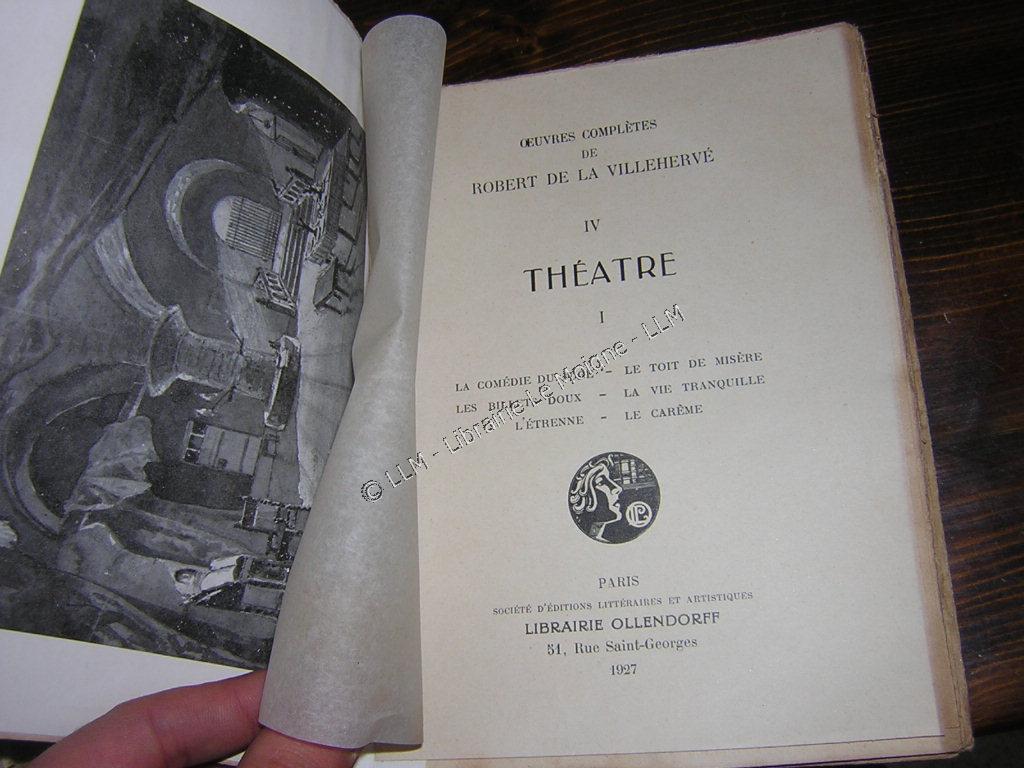 ŒUVRES COMPLÈTES
DE
ROBERT DE LA VILLEHERVÉ
IV
THÉATRE
I
LA COMÉDIE DU – LE TOIT DE MISÈRE
LES BILLETS DOUX – LA VIE TRANQUILLE
L'ÉTRENNE – LE CARÊME
PARIS
SOCIÉTÉ D'ÉDITIONS LITTÉRAIRES ET ARTISTIQUES
LIBRAIRIE OLLENDORFF
51, Rue Saint-Georges
1927
© LLM - Librairie Le Moigne - LLM